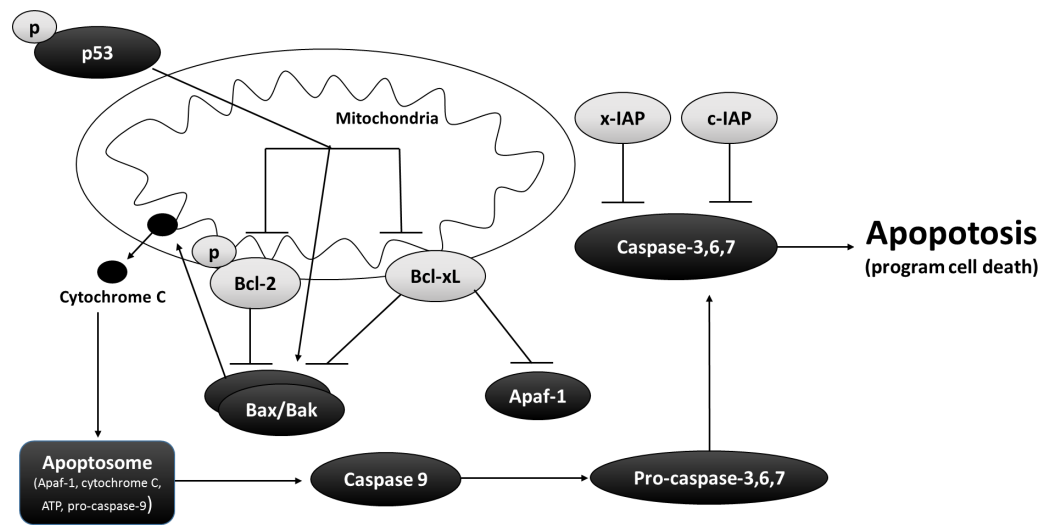 p
p53
Mitochondria
x-IAP
c-IAP
Caspase-3,6,7
Apopotosis
(program cell death)
p
Bcl-2
Bcl-xL
Cytochrome C
Bax/Bak
Apaf-1
Apoptosome
(Apaf-1, cytochrome C,
ATP, pro-caspase-9)
Caspase 9
Pro-caspase-3,6,7